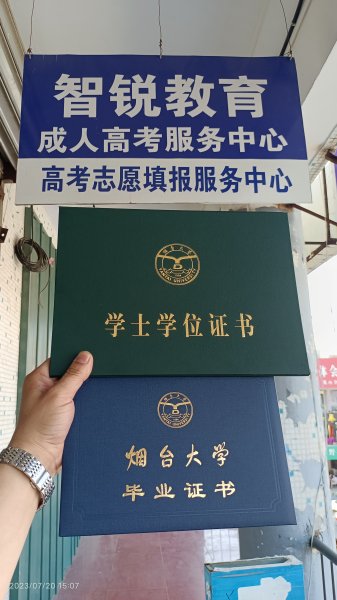 智锐教育
成人高考服务中心
高考志愿填报服务中心
YANTAI UNIVERSITY
学士学位证书
烟台大学
毕业证书
2023/07/20 15:07